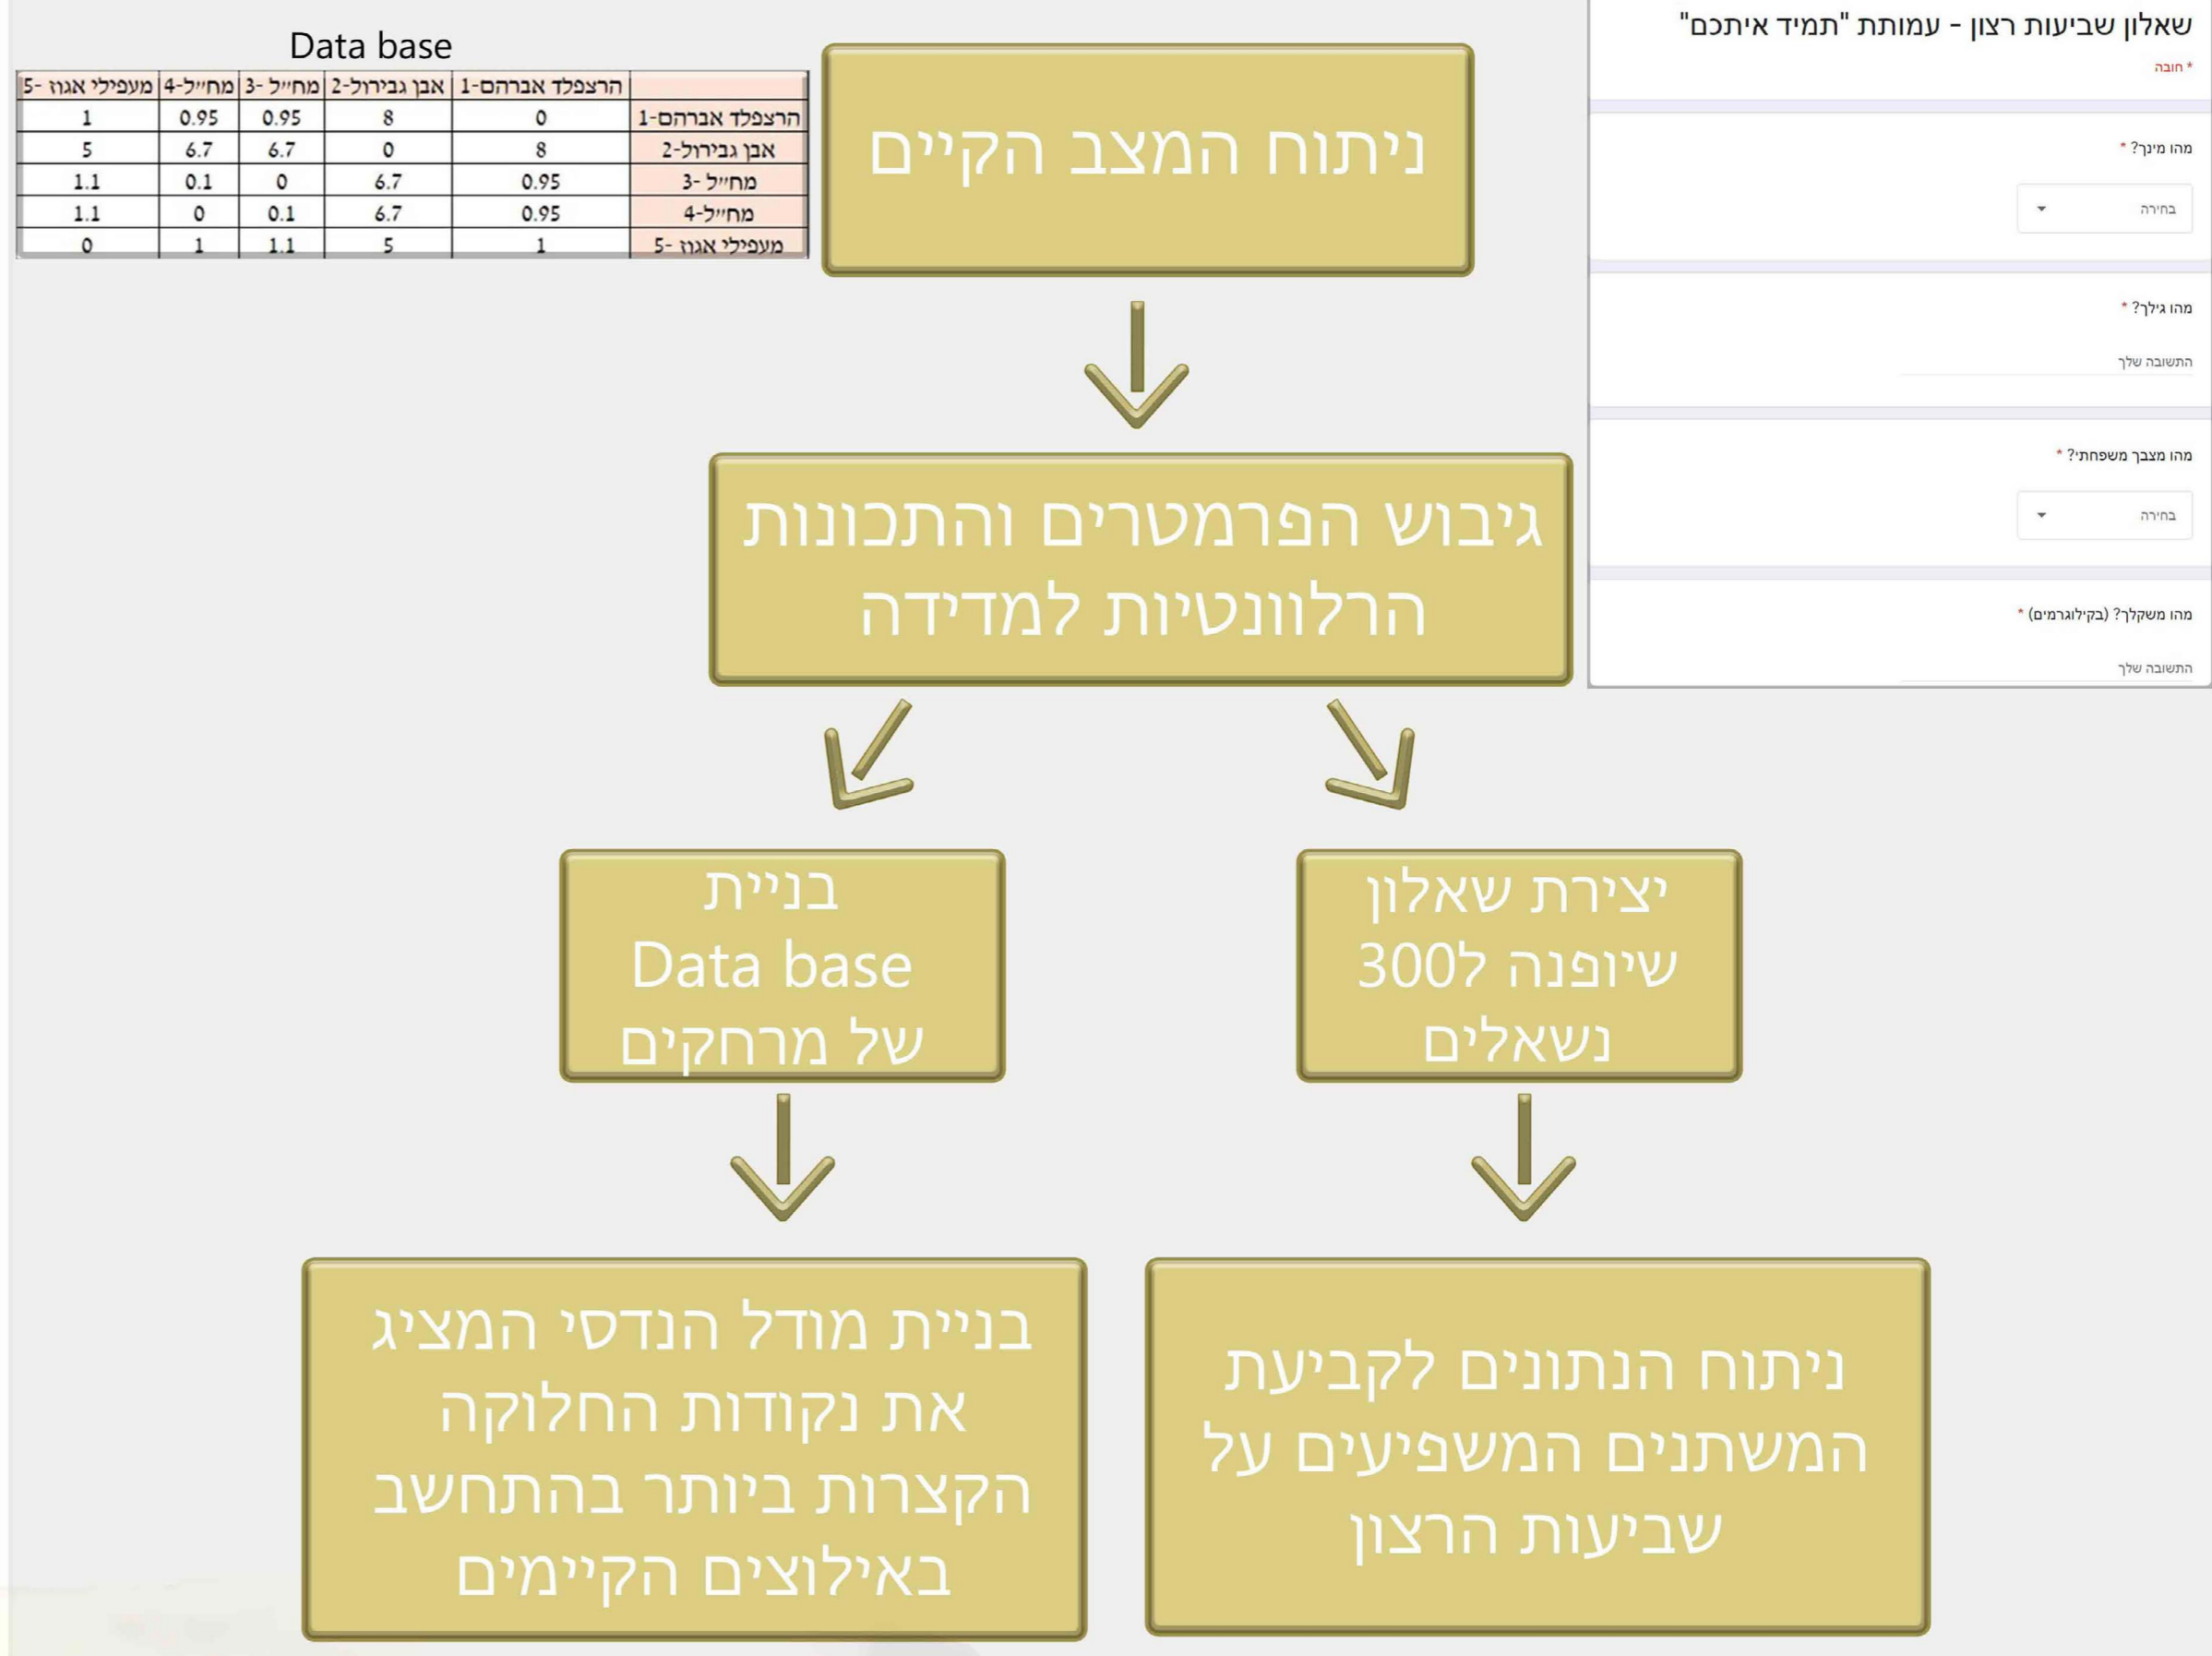 Data base
הרצפלד אברהם-1 אבן גבירול-2 מח״ל -3 מח״ל-4 מעפילי אגוז -5
הרצפלד אברהם-1 0 8 0.95 0.95 1
אבן גבירול-2 8 0 6.7 6.7 5
מח״ל -3 0.95 6.7 0 0.1 1.1
מח״ל-4 0.95 6.7 0.1 0 1.1
מעפילי אגוז -5 1 5 1.1 1 0
ניתוח המצב הקיים
שאלון שביעות רצון - עמותת "תמיד איתכם"
* חובה
מהו מינך? *
בחירה
מהו גילך? *
התשובה שלך
מהו מצבך משפחתי? *
בחירה
מהו משקלך? (בקילוגרמים) *
התשובה שלך
גיבוש הפרמטרים והתכונות
הרלוונטיות למדידה
יצירת שאלון
שיופנה ל300
נשאלים
בניית
Data base
של מרחקים
ניתוח הנתונים לקביעת
המשתנים המשפיעים על
שביעות הרצון
בניית מודל הנדסי המציג
את נקודות החלוקה
הקצרות ביותר בהתחשב
באילוצים הקיימים